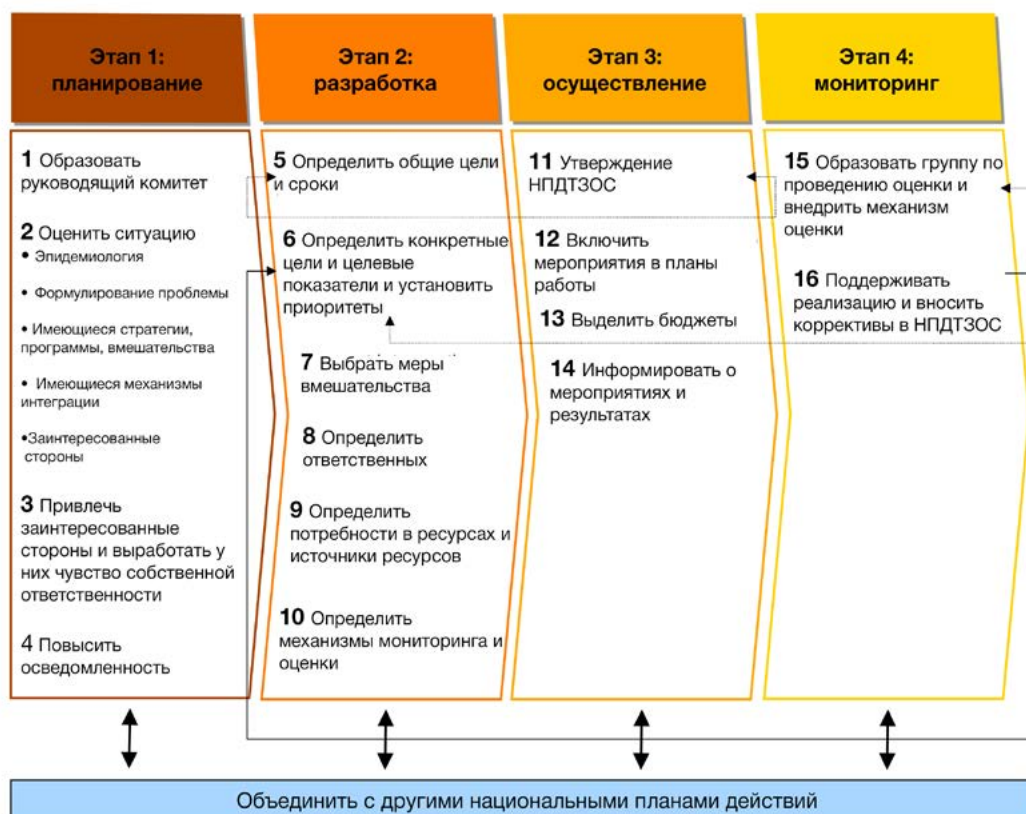 Этап 1:
планирование
Этап 2:
разработка
Этап 3:
осуществление
Этап 4:
мониторинг
1 Образовать
руководящий комитет
2 Оценить ситуацию
• Эпидемиология
• Формулирование проблемы
• Имеющиеся стратегии,
программы, вмешательства
• Имеющиеся механизмы
интеграции
•Заинтересованные
стороны
3 Привлечь
заинтересованные
стороны и выработать у
них чувство собственной
ответственности
4 Повысить
осведомленность
5 Определить общие цели
и сроки
6 Определить конкретные
цели и целевые
показатели и установить
приоритеты
7 Выбрать меры
вмешательства
8 Определить
ответственных
9 Определить
потребности в ресурсах и
источники ресурсов
10 Определить
механизмы мониторинга и
оценки
11 Утверждение
НПДТЗОС
12 Включить
мероприятия в планы
работы
13 Выделить бюджеты
14 Информировать о
мероприятиях и
результатах
15 Образовать группу по
проведению оценки и
внедрить механизм
оценки
16 Поддерживать
реализацию и вносить
коррективы в НПДТЗОС
Объединить с другими национальными планами действий